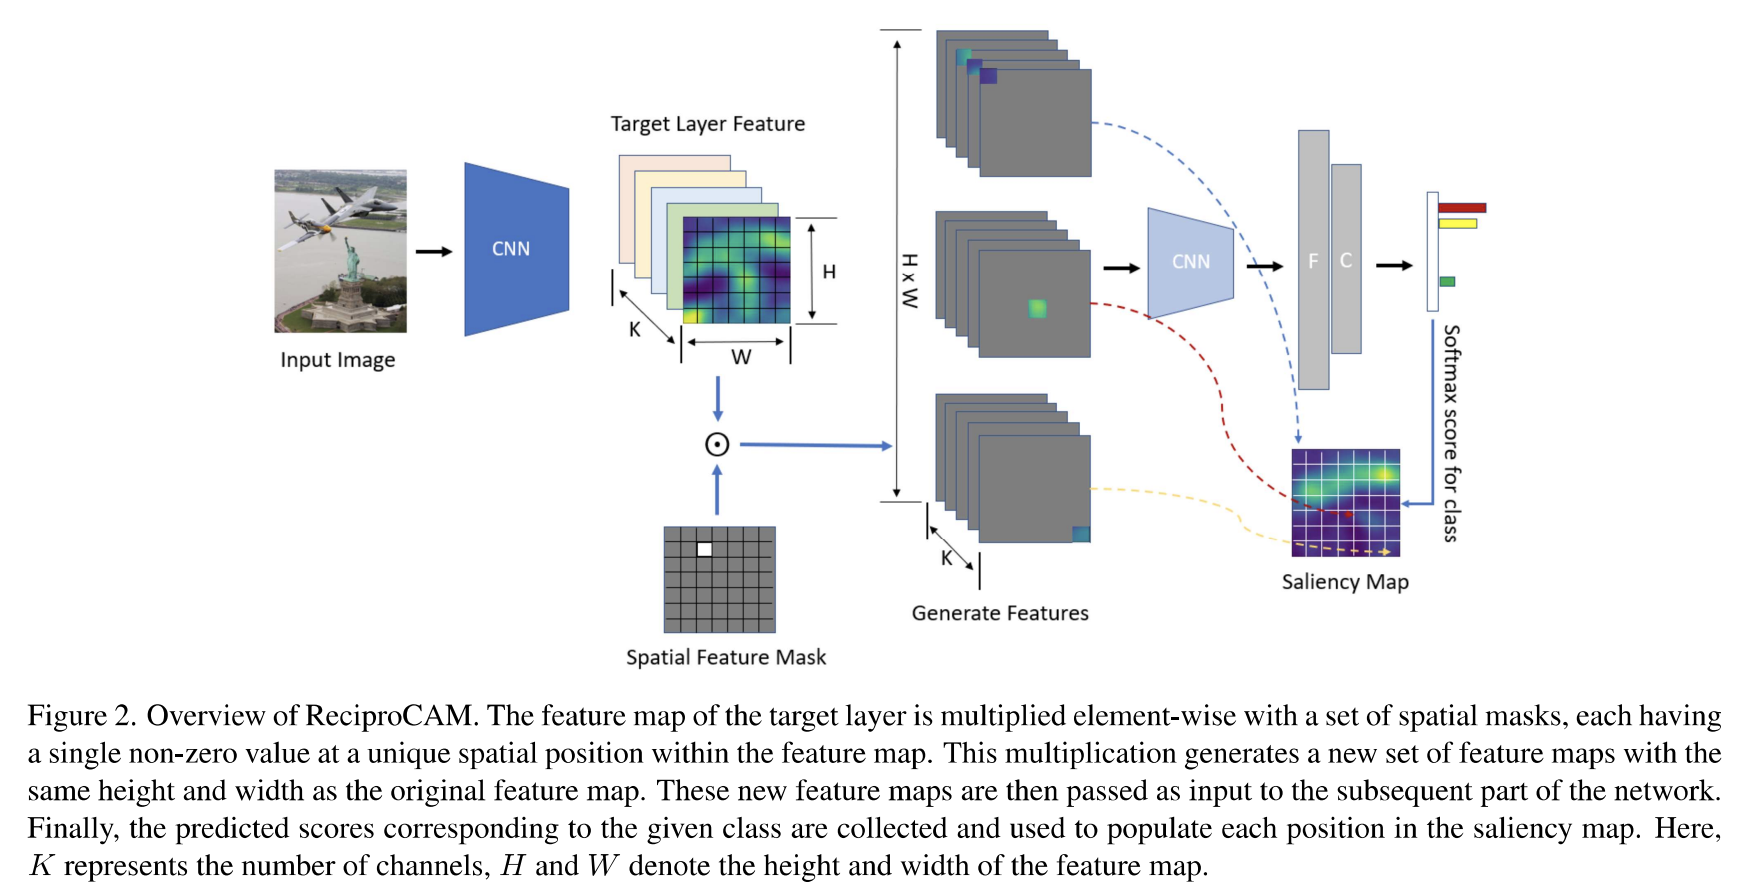 Target Layer Feature
CNN
H
K
W
Input Image
H x W
CNN
F
C
Softmax score for class
K
Saliency Map
Generate Features
Spatial Feature Mask
Figure 2. Overview of ReciproCAM. The feature map of the target layer is multiplied element-wise with a set of spatial masks, each having
a single non-zero value at a unique spatial position within the feature map. This multiplication generates a new set of feature maps with the
same height and width as the original feature map. These new feature maps are then passed as input to the subsequent part of the network.
Finally, the predicted scores corresponding to the given class are collected and used to populate each position in the saliency map. Here,
K represents the number of channels, H and W denote the height and width of the feature map.